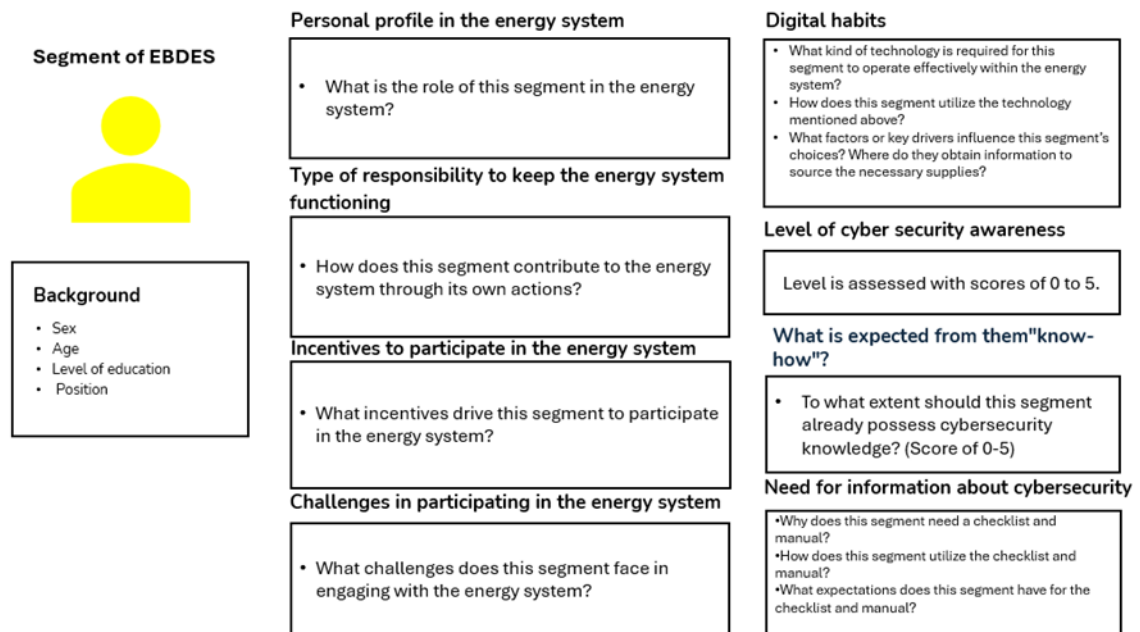 Segment of EBDES
Background
• Sex
• Age
• Level of education
• Position
Personal profile in the energy system
• What is the role of this segment in the energy
system?
Type of responsibility to keep the energy system
functioning
• How does this segment contribute to the energy
system through its own actions?
Incentives to participate in the energy system
• What incentives drive this segment to participate
in the energy system?
Challenges in participating in the energy system
• What challenges does this segment face in
engaging with the energy system?
Digital habits
• What kind of technology is required for this
segment to operate effectively within the energy
system?
• How does this segment utilize the technology
mentioned above?
• What factors or key drivers influence this segment's
choices? Where do they obtain information to
source the necessary supplies?
Level of cyber security awareness
Level is assessed with scores of 0 to 5.
What is expected from them"know-
how"?
• To what extent should this segment
already possess cybersecurity
knowledge? (Score of 0-5)
Need for information about cybersecurity
•Why does this segment need a checklist and
manual?
•How does this segment utilize the checklist and
manual?
•What expectations does this segment have for the
checklist and manual?